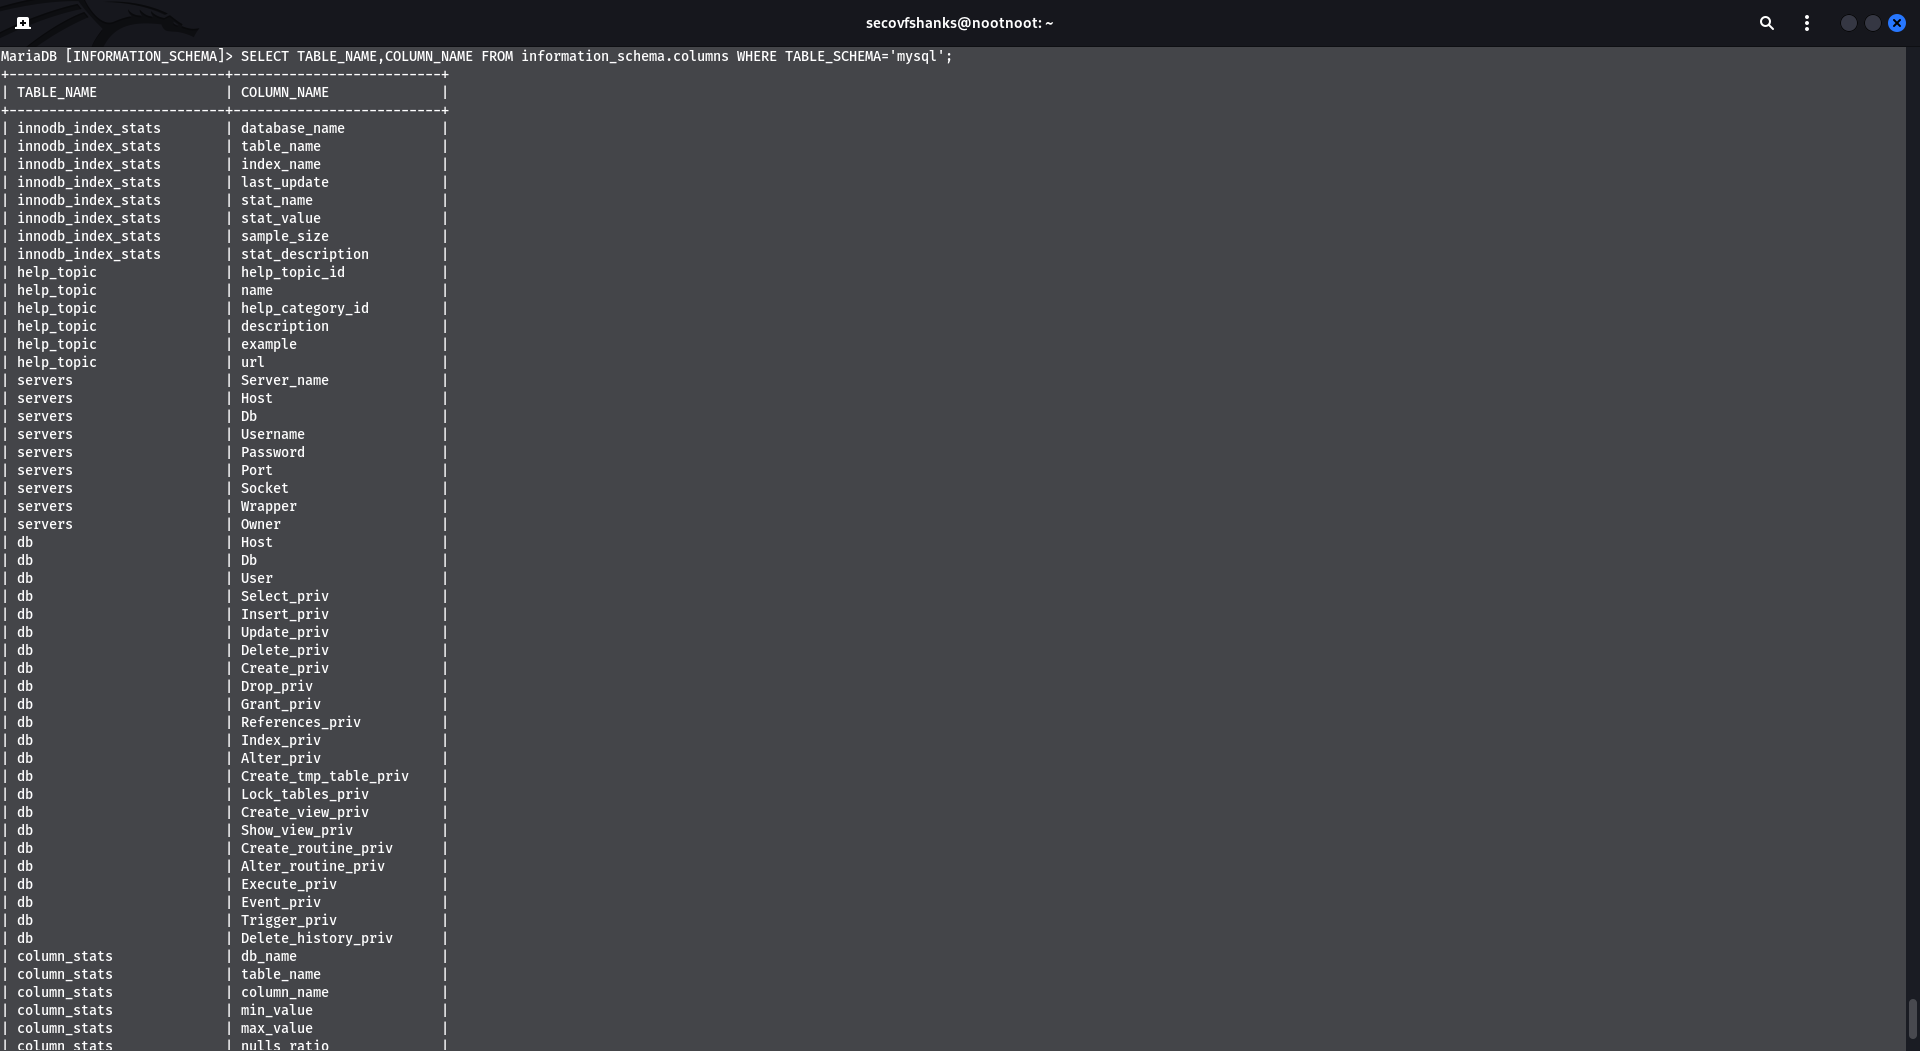 secovfshanks@nootnoot: ~
MariaDB [INFORMATION_SCHEMA]> SELECT TABLE_NAME,COLUMN_NAME FROM information_schema.columns WHERE TABLE_SCHEMA='mysql';
+---------------------------+--------------------------+
| TABLE_NAME                | COLUMN_NAME              |
+---------------------------+--------------------------+
| innodb_index_stats        | database_name            |
| innodb_index_stats        | table_name               |
| innodb_index_stats        | index_name               |
| innodb_index_stats        | last_update              |
| innodb_index_stats        | stat_name                |
| innodb_index_stats        | stat_value               |
| innodb_index_stats        | sample_size              |
| innodb_index_stats        | stat_description         |
| help_topic                | help_topic_id            |
| help_topic                | name                     |
| help_topic                | help_category_id         |
| help_topic                | description              |
| help_topic                | example                  |
| help_topic                | url                      |
| servers                   | Server_name              |
| servers                   | Host                     |
| servers                   | Db                       |
| servers                   | Username                 |
| servers                   | Password                 |
| servers                   | Port                     |
| servers                   | Socket                   |
| servers                   | Wrapper                  |
| servers                   | Owner                    |
| db                        | Host                     |
| db                        | Db                       |
| db                        | User                     |
| db                        | Select_priv              |
| db                        | Insert_priv              |
| db                        | Update_priv              |
| db                        | Delete_priv              |
| db                        | Create_priv              |
| db                        | Drop_priv                |
| db                        | Grant_priv               |
| db                        | References_priv          |
| db                        | Index_priv               |
| db                        | Alter_priv               |
| db                        | Create_tmp_table_priv    |
| db                        | Lock_tables_priv         |
| db                        | Create_view_priv         |
| db                        | Show_view_priv           |
| db                        | Create_routine_priv      |
| db                        | Alter_routine_priv       |
| db                        | Execute_priv             |
| db                        | Event_priv               |
| db                        | Trigger_priv             |
| db                        | Delete_history_priv      |
| column_stats              | db_name                  |
| column_stats              | table_name               |
| column_stats              | column_name              |
| column_stats              | min_value                |
| column_stats              | max_value                |
| column_stats              | nulls_ratio              |